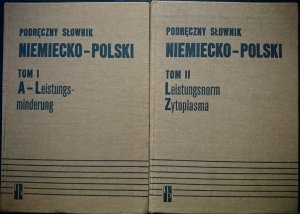 PODRĘCZNY SŁOWNIK
NIEMIECKO-POLSKI
TOM I
A-Leistungs-
minderung
PODRĘCZNY SŁOWNIK
NIEMIECKO-POLSKI
TOM II
Leistungsnorm
Zytoplasma